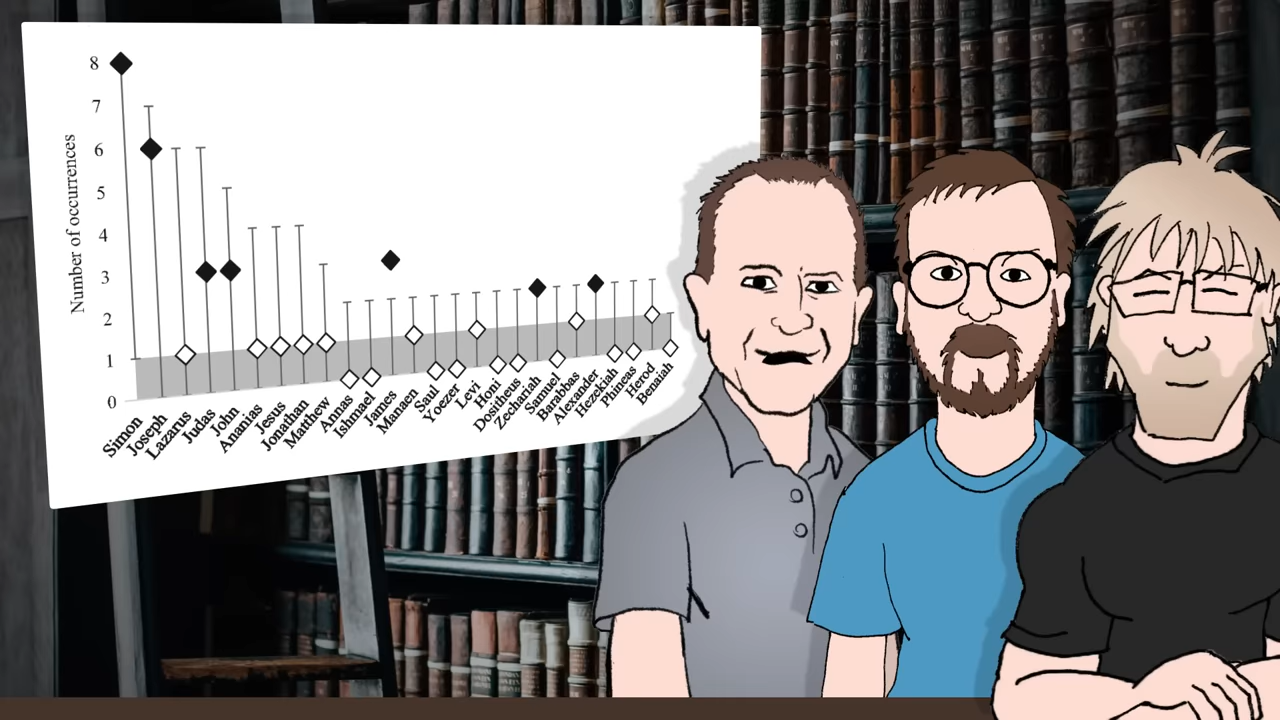 8
7
6
5
4
3
2
1
0
Number of occurrences
Simon
Joseph
Lazarus
Judas
John
Ananias
Jesus
Jonathan
Matthew
Annas
Ishmael
James
Manaen
Saul
Yoezer
Levi
Honi
Dositheus
Zechariah
Samuel
Barabbas
Alexander
Hezekiah
Phineas
Herod
Benaiah